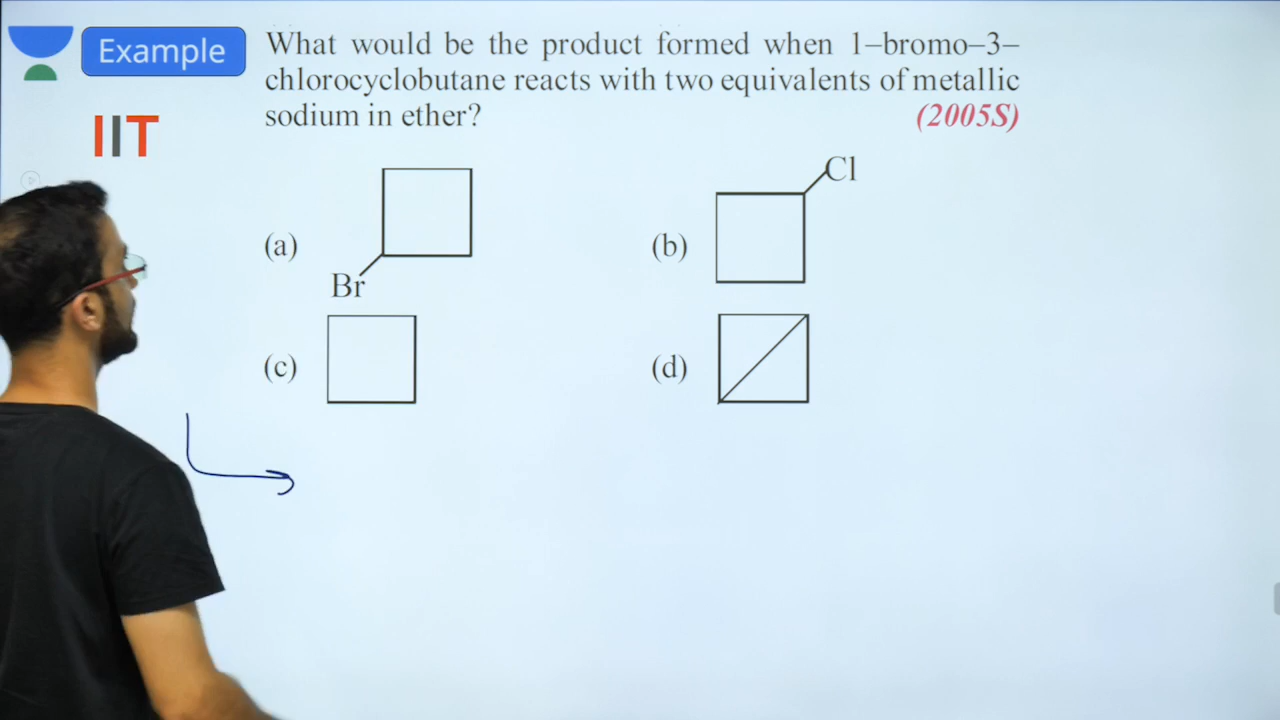 Example
What would be the product formed when 1–bromo–3–
chlorocyclobutane reacts with two equivalents of metallic
sodium in ether?
(2005S)
IIT
(a)
Br
(b)
Cl
(c)
(d)